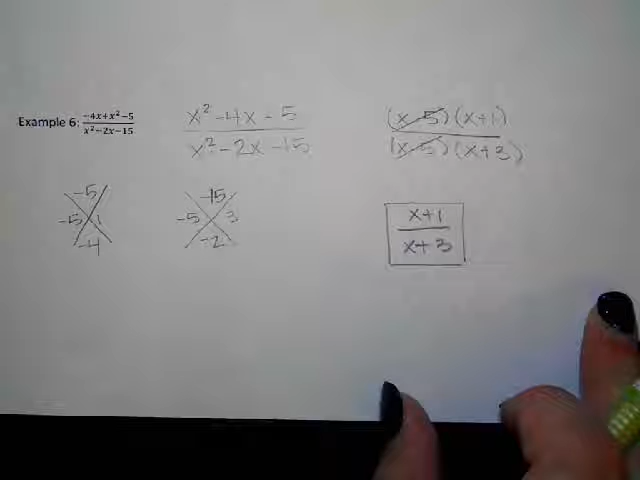 Example 6: -4x+x²-5 / x²-2x-15
x² -4x - 5
x² - 2x -15
(x-5)(x+1)
(x-5)(x+3)
-5
-5 1
-4
-15
-5 3
-2
x+1
x+3